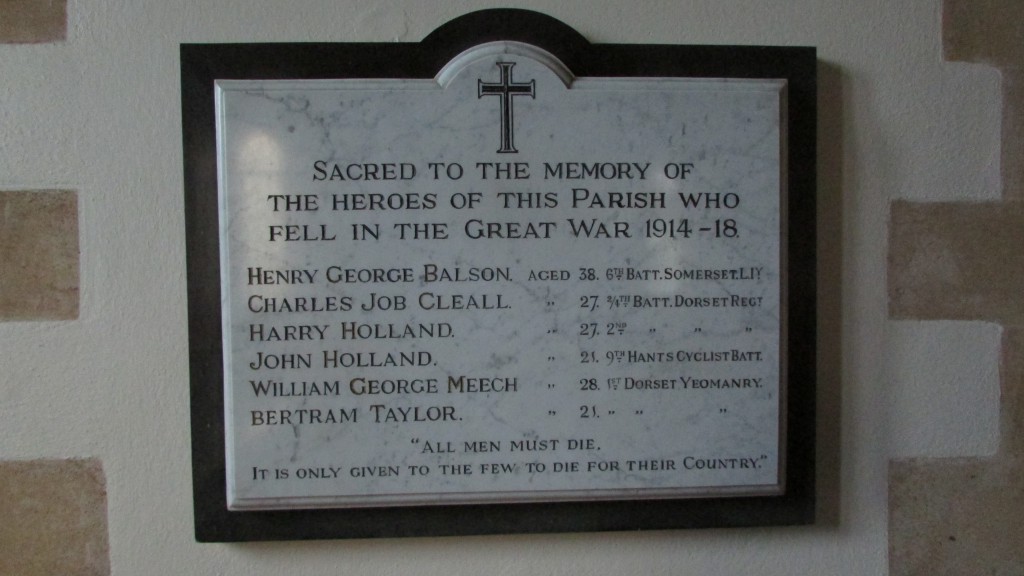 SACRED TO THE MEMORY OF
THE HEROES OF THIS PARISH WHO
FELL IN THE GREAT WAR 1914-18.
HENRY GEORGE BALSON. AGED 38. 6TH BATT. SOMERSET. L.I.
CHARLES JOB CLEALL. " 27. 2/4TH BATT. DORSET REGT
HARRY HOLLAND. " 27. 2ND " " "
JOHN HOLLAND. " 21. 9TH HANTS CYCLIST BATT.
WILLIAM GEORGE MEECH " 28. 1ST DORSET YEOMANRY.
BERTRAM TAYLOR. " 21. " " "
"ALL MEN MUST DIE.
IT IS ONLY GIVEN TO THE FEW TO DIE FOR THEIR COUNTRY."